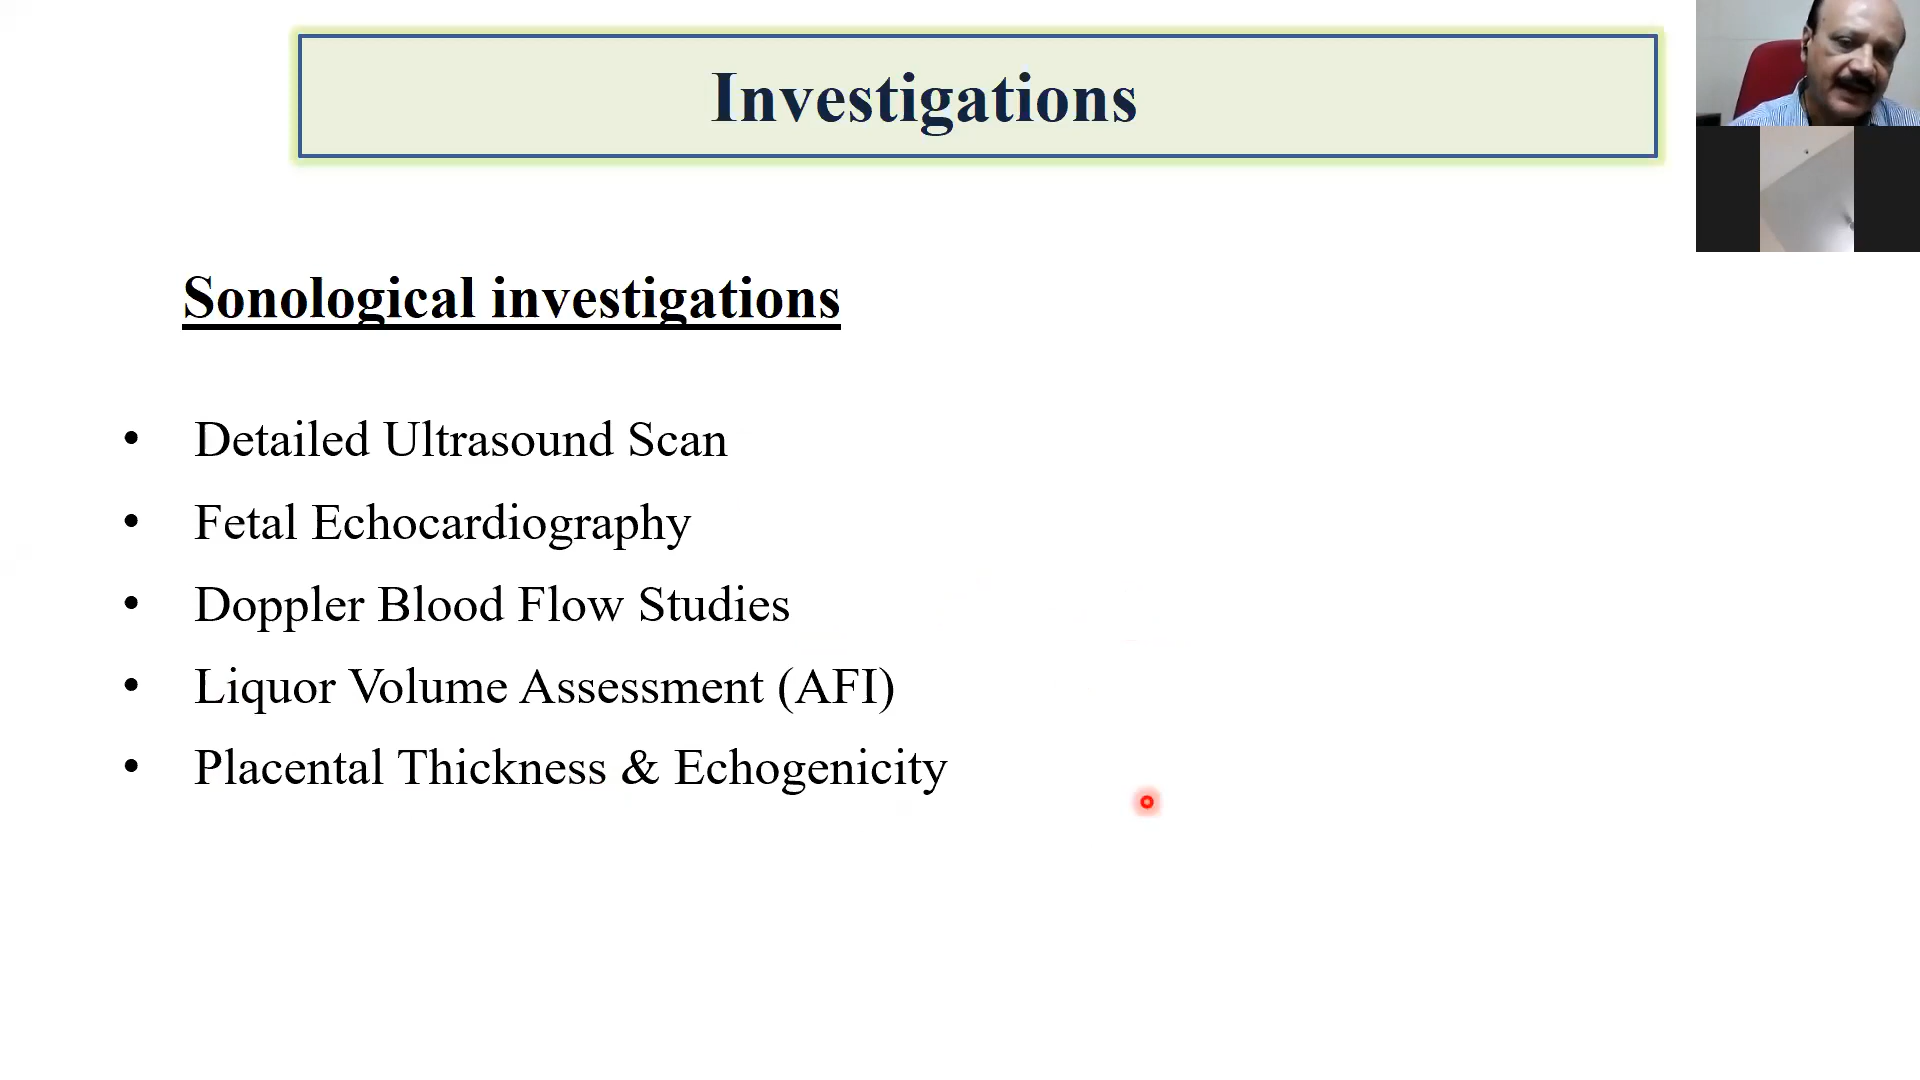 Investigations
Sonological investigations
• Detailed Ultrasound Scan
• Fetal Echocardiography
• Doppler Blood Flow Studies
• Liquor Volume Assessment (AFI)
• Placental Thickness & Echogenicity